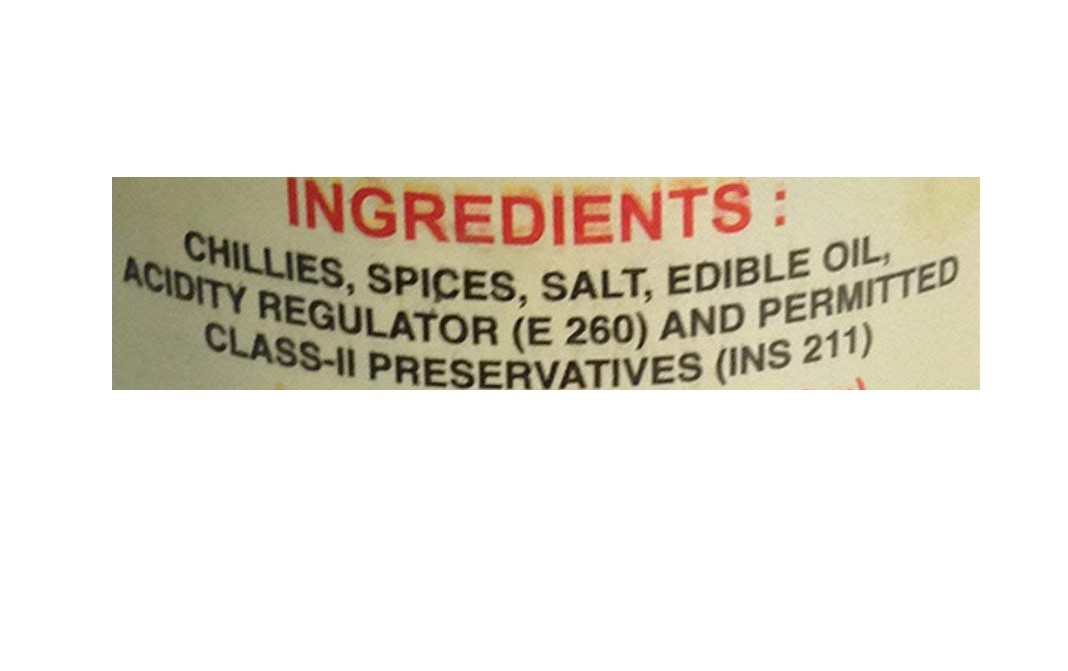 INGREDIENTS :
CHILLIES, SPICES, SALT, EDIBLE OIL,
ACIDITY REGULATOR (E 260) AND PERMITTED
CLASS-II PRESERVATIVES (INS 211)